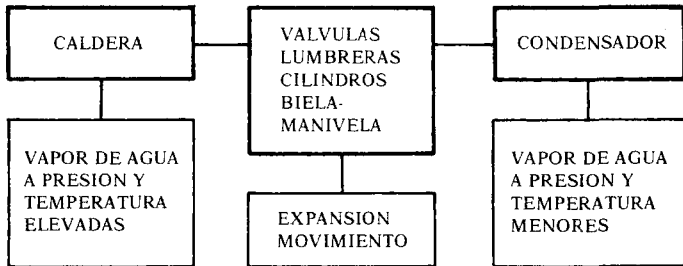 CALDERA
VALVULAS
LUMBRERAS
CILINDROS
BIELA-
MANIVELA
CONDENSADOR
VAPOR DE AGUA
A PRESION Y
TEMPERATURA
ELEVADAS
EXPANSION
MOVIMIENTO
VAPOR DE AGUA
A PRESION Y
TEMPERATURA
MENORES